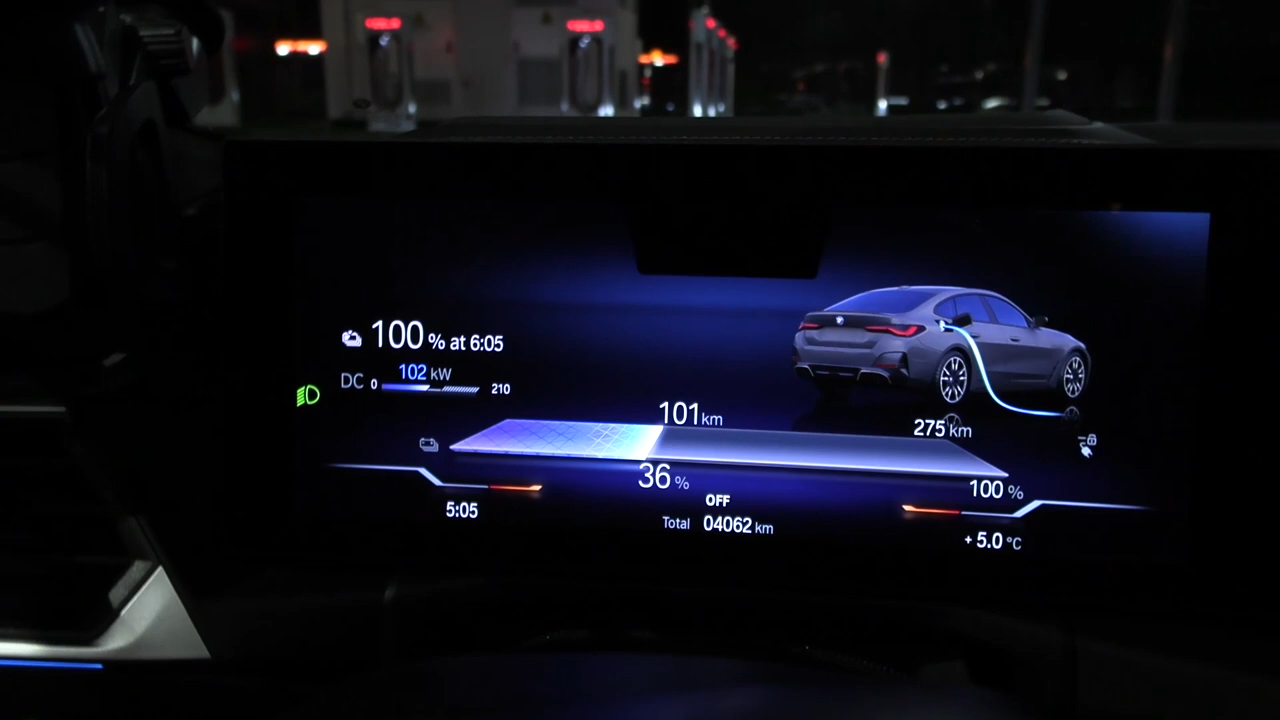 100 % at 6:05
102 kW
DC 0 210
101 km
275 km
36 %
100 %
OFF
5:05
Total 04062 km
+ 5.0 °C